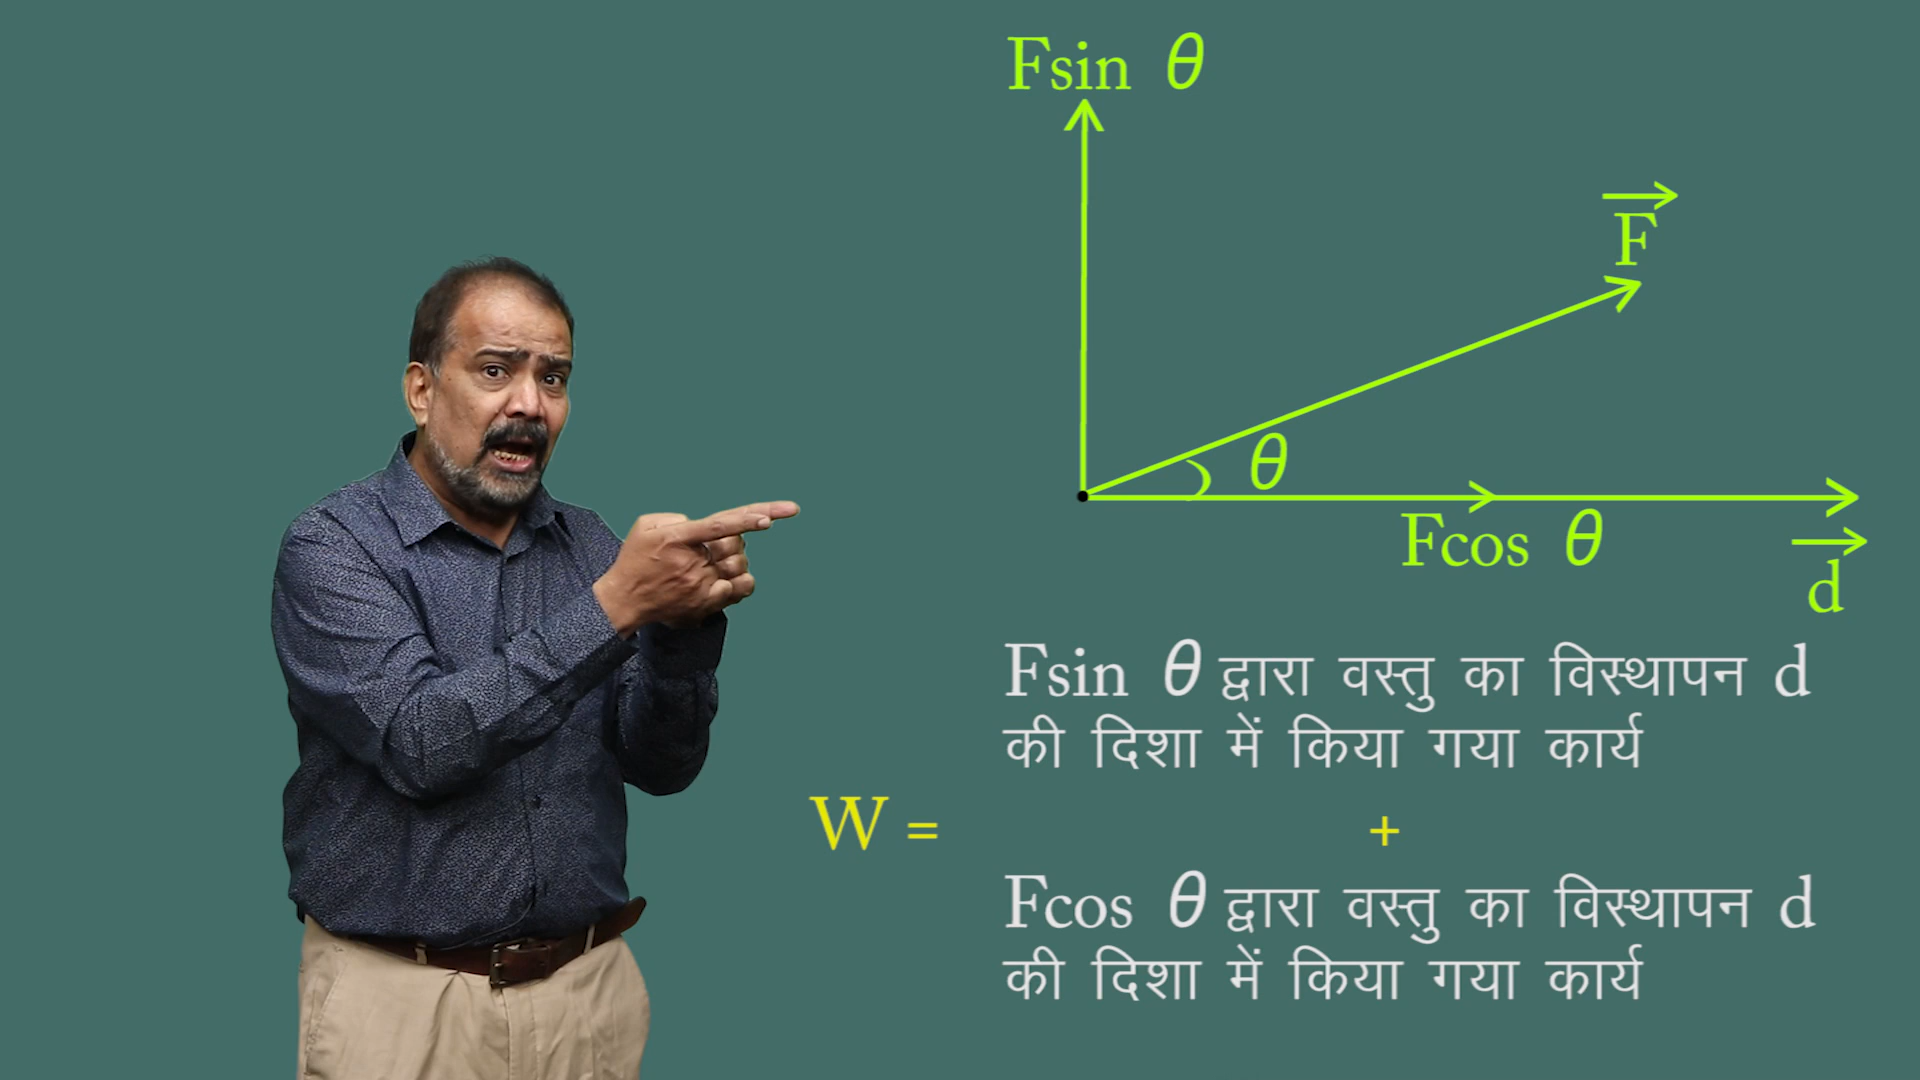 Fsin θ
F
θ
Fcos θ
d
Fsin θ द्वारा वस्तु का विस्थापन d
की दिशा में किया गया कार्य
W = +
Fcos θ द्वारा वस्तु का विस्थापन d
की दिशा में किया गया कार्य